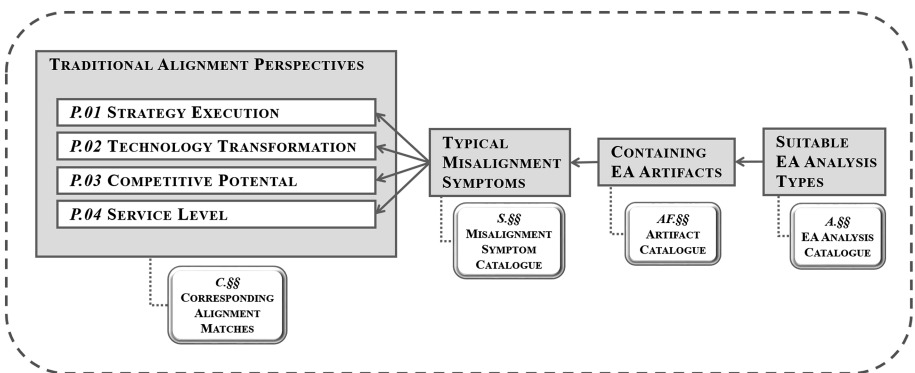 TRADITIONAL ALIGNMENT PERSPECTIVES
P.01 STRATEGY EXECUTION
P.02 TECHNOLOGY TRANSFORMATION
P.03 COMPETITIVE POTENTAL
P.04 SERVICE LEVEL
C.§§
CORRESPONDING
ALIGNMENT
MATCHES
TYPICAL
MISALIGNMENT
SYMPTOMS
S.§§
MISALIGNMENT
SYMPTOM
CATALOGUE
CONTAINING
EA ARTIFACTS
AF.§§
ARTIFACT
CATALOGUE
SUITABLE
EA ANALYSIS
TYPES
A.§§
EA ANALYSIS
CATALOGUE